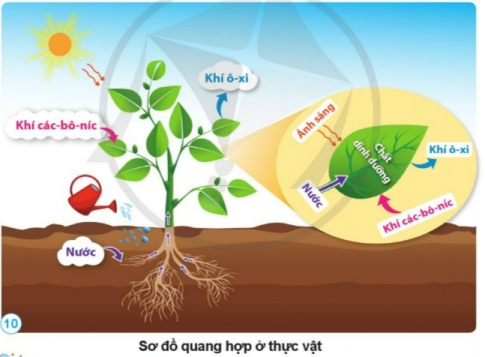 Khí ô-xi
Khí các-bô-níc
Nước
Ánh sáng
Chất
dinh dưỡng
Khí ô-xi
Nước
Khí các-bô-níc
10
Sơ đồ quang hợp ở thực vật